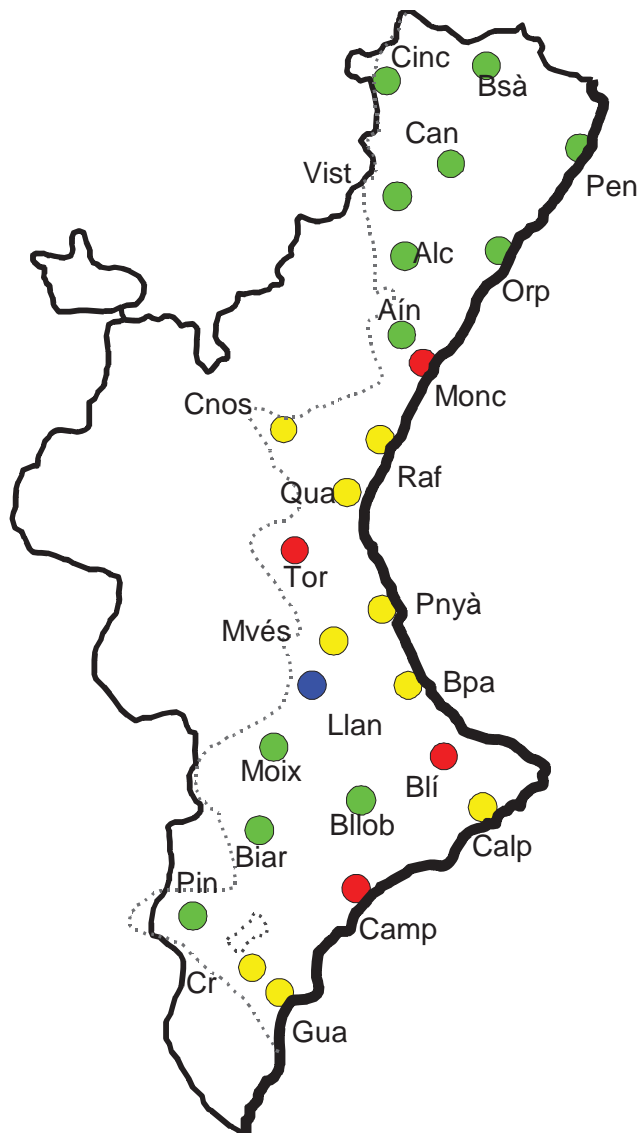 Cinc
Bsà
Can
Vist
Pen
Alc
Orp
Aín
Monc
Cnos
Raf
Qua
Tor
Pnyà
Mvés
Bpa
Llan
Moix
Blí
Bllob
Calp
Biar
Pin
Camp
Cr
Gua